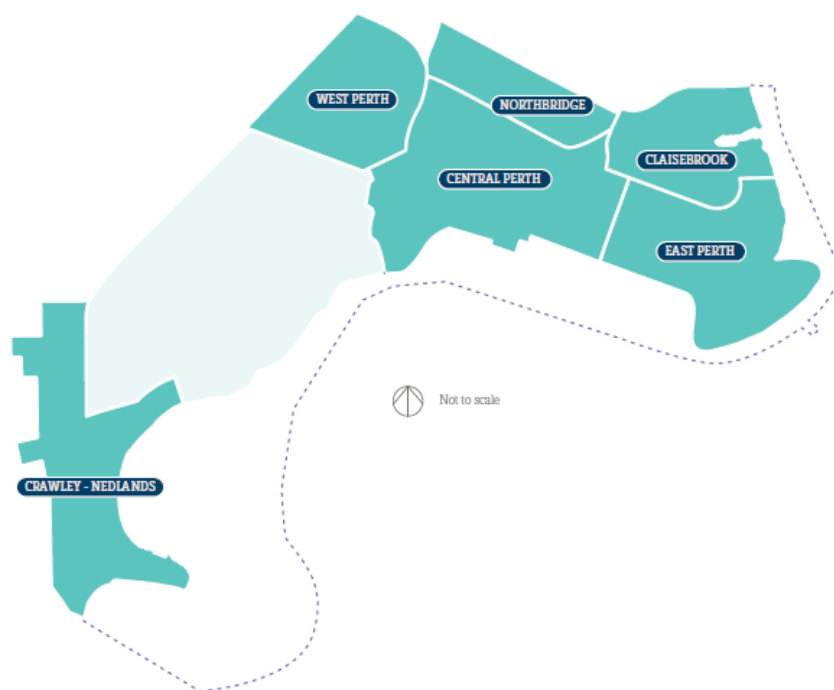 WEST PERTH
NORTHBRIDGE
CLAISEBROOK
CENTRAL PERTH
EAST PERTH
Not to scale
CRAWLEY - NEDLANDS